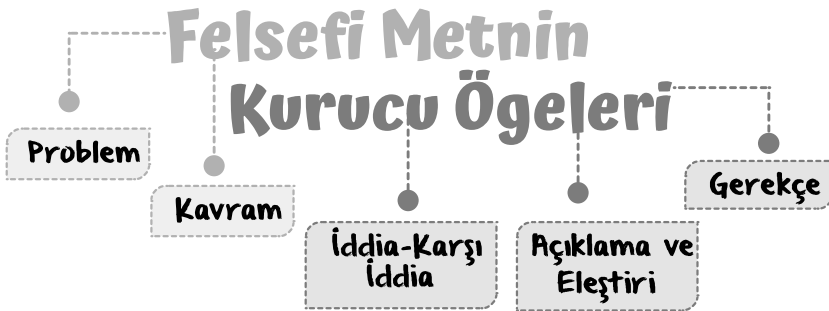 Felsefi Metnin
Kurucu Ögeleri
Problem
Kavram
İddia-Karşı
İddia
Açıklama ve
Eleştiri
Gerekçe